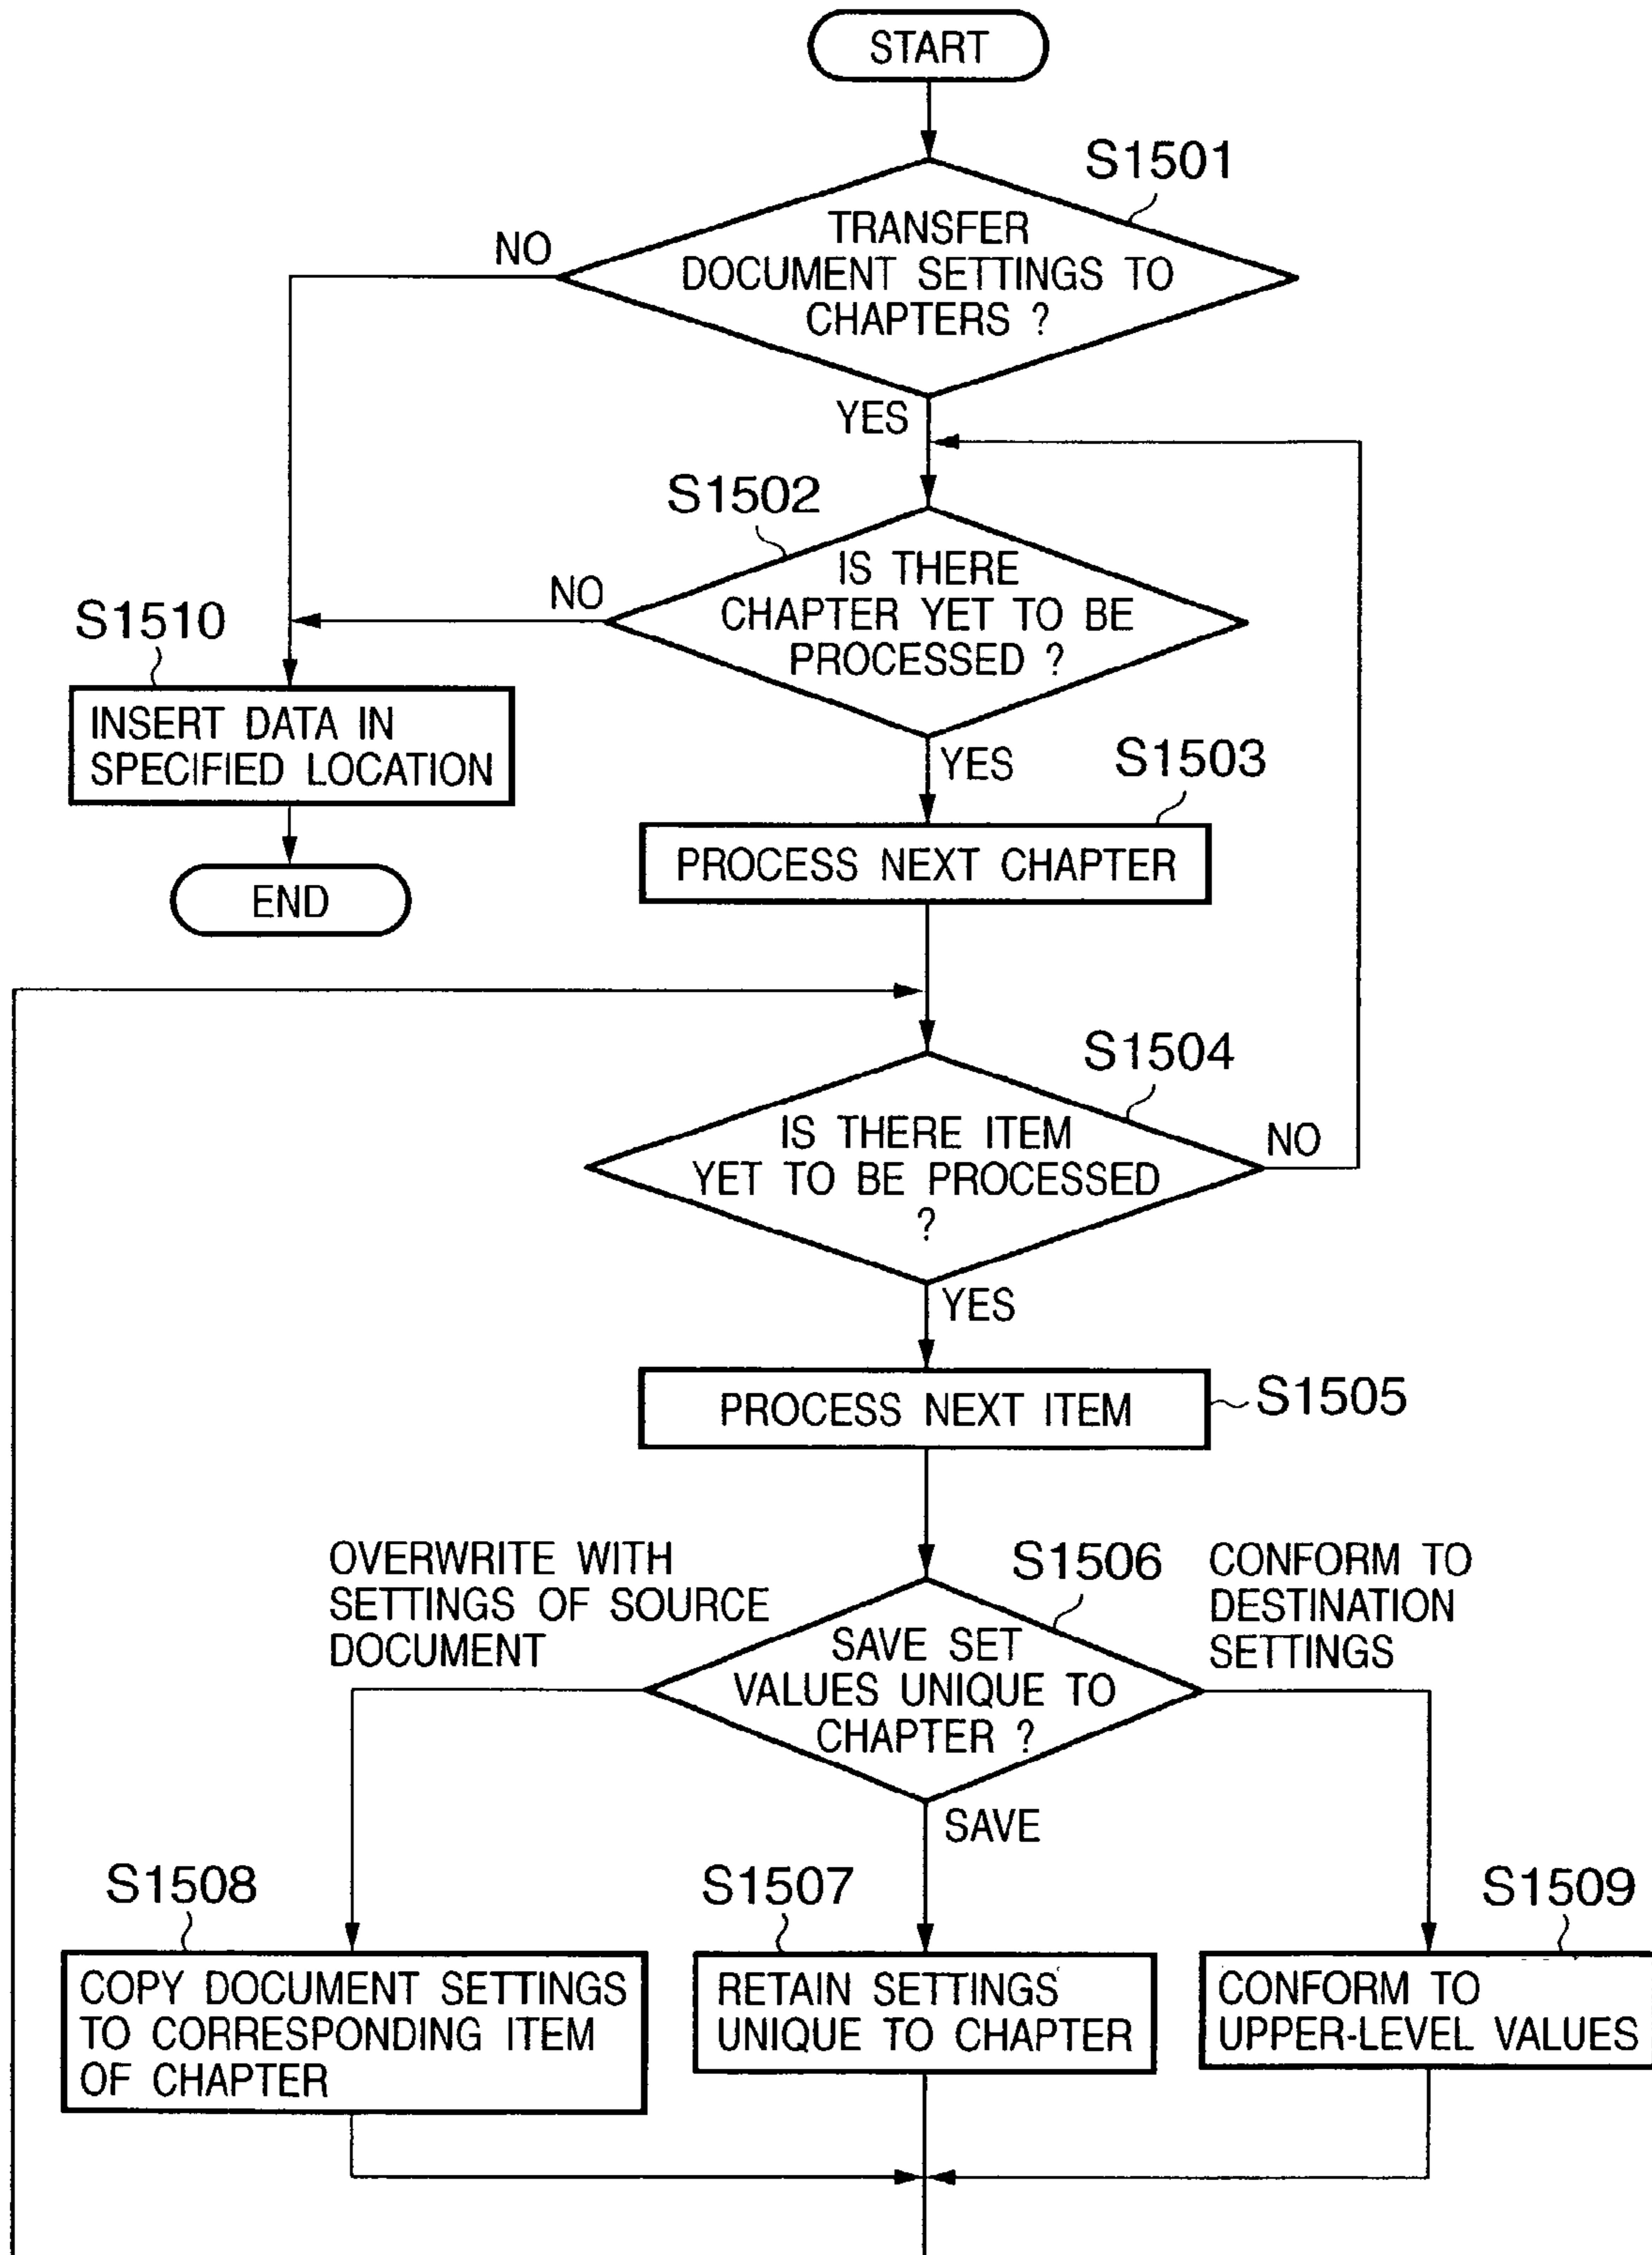 START
S1501
TRANSFER
DOCUMENT SETTINGS TO
CHAPTERS ?
NO
YES
S1502
IS THERE
CHAPTER YET TO BE
PROCESSED ?
NO
S1510
INSERT DATA IN
SPECIFIED LOCATION
END
YES
S1503
PROCESS NEXT CHAPTER
S1504
IS THERE ITEM
YET TO BE PROCESSED
?
NO
YES
PROCESS NEXT ITEM
S1505
OVERWRITE WITH
SETTINGS OF SOURCE
DOCUMENT
S1506
SAVE SET
VALUES UNIQUE TO
CHAPTER ?
CONFORM TO
DESTINATION
SETTINGS
SAVE
S1508
COPY DOCUMENT SETTINGS
TO CORRESPONDING ITEM
OF CHAPTER
S1507
RETAIN SETTINGS
UNIQUE TO CHAPTER
S1509
CONFORM TO
UPPER-LEVEL VALUES